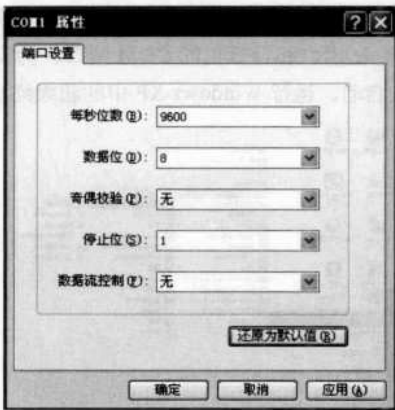 COM1 属性
端口设置
每秒位数(B): 9600
数据位(D): 8
奇偶校验(P): 无
停止位(S): 1
数据流控制(F): 无
还原为默认值(R)
确定 取消 应用(A)